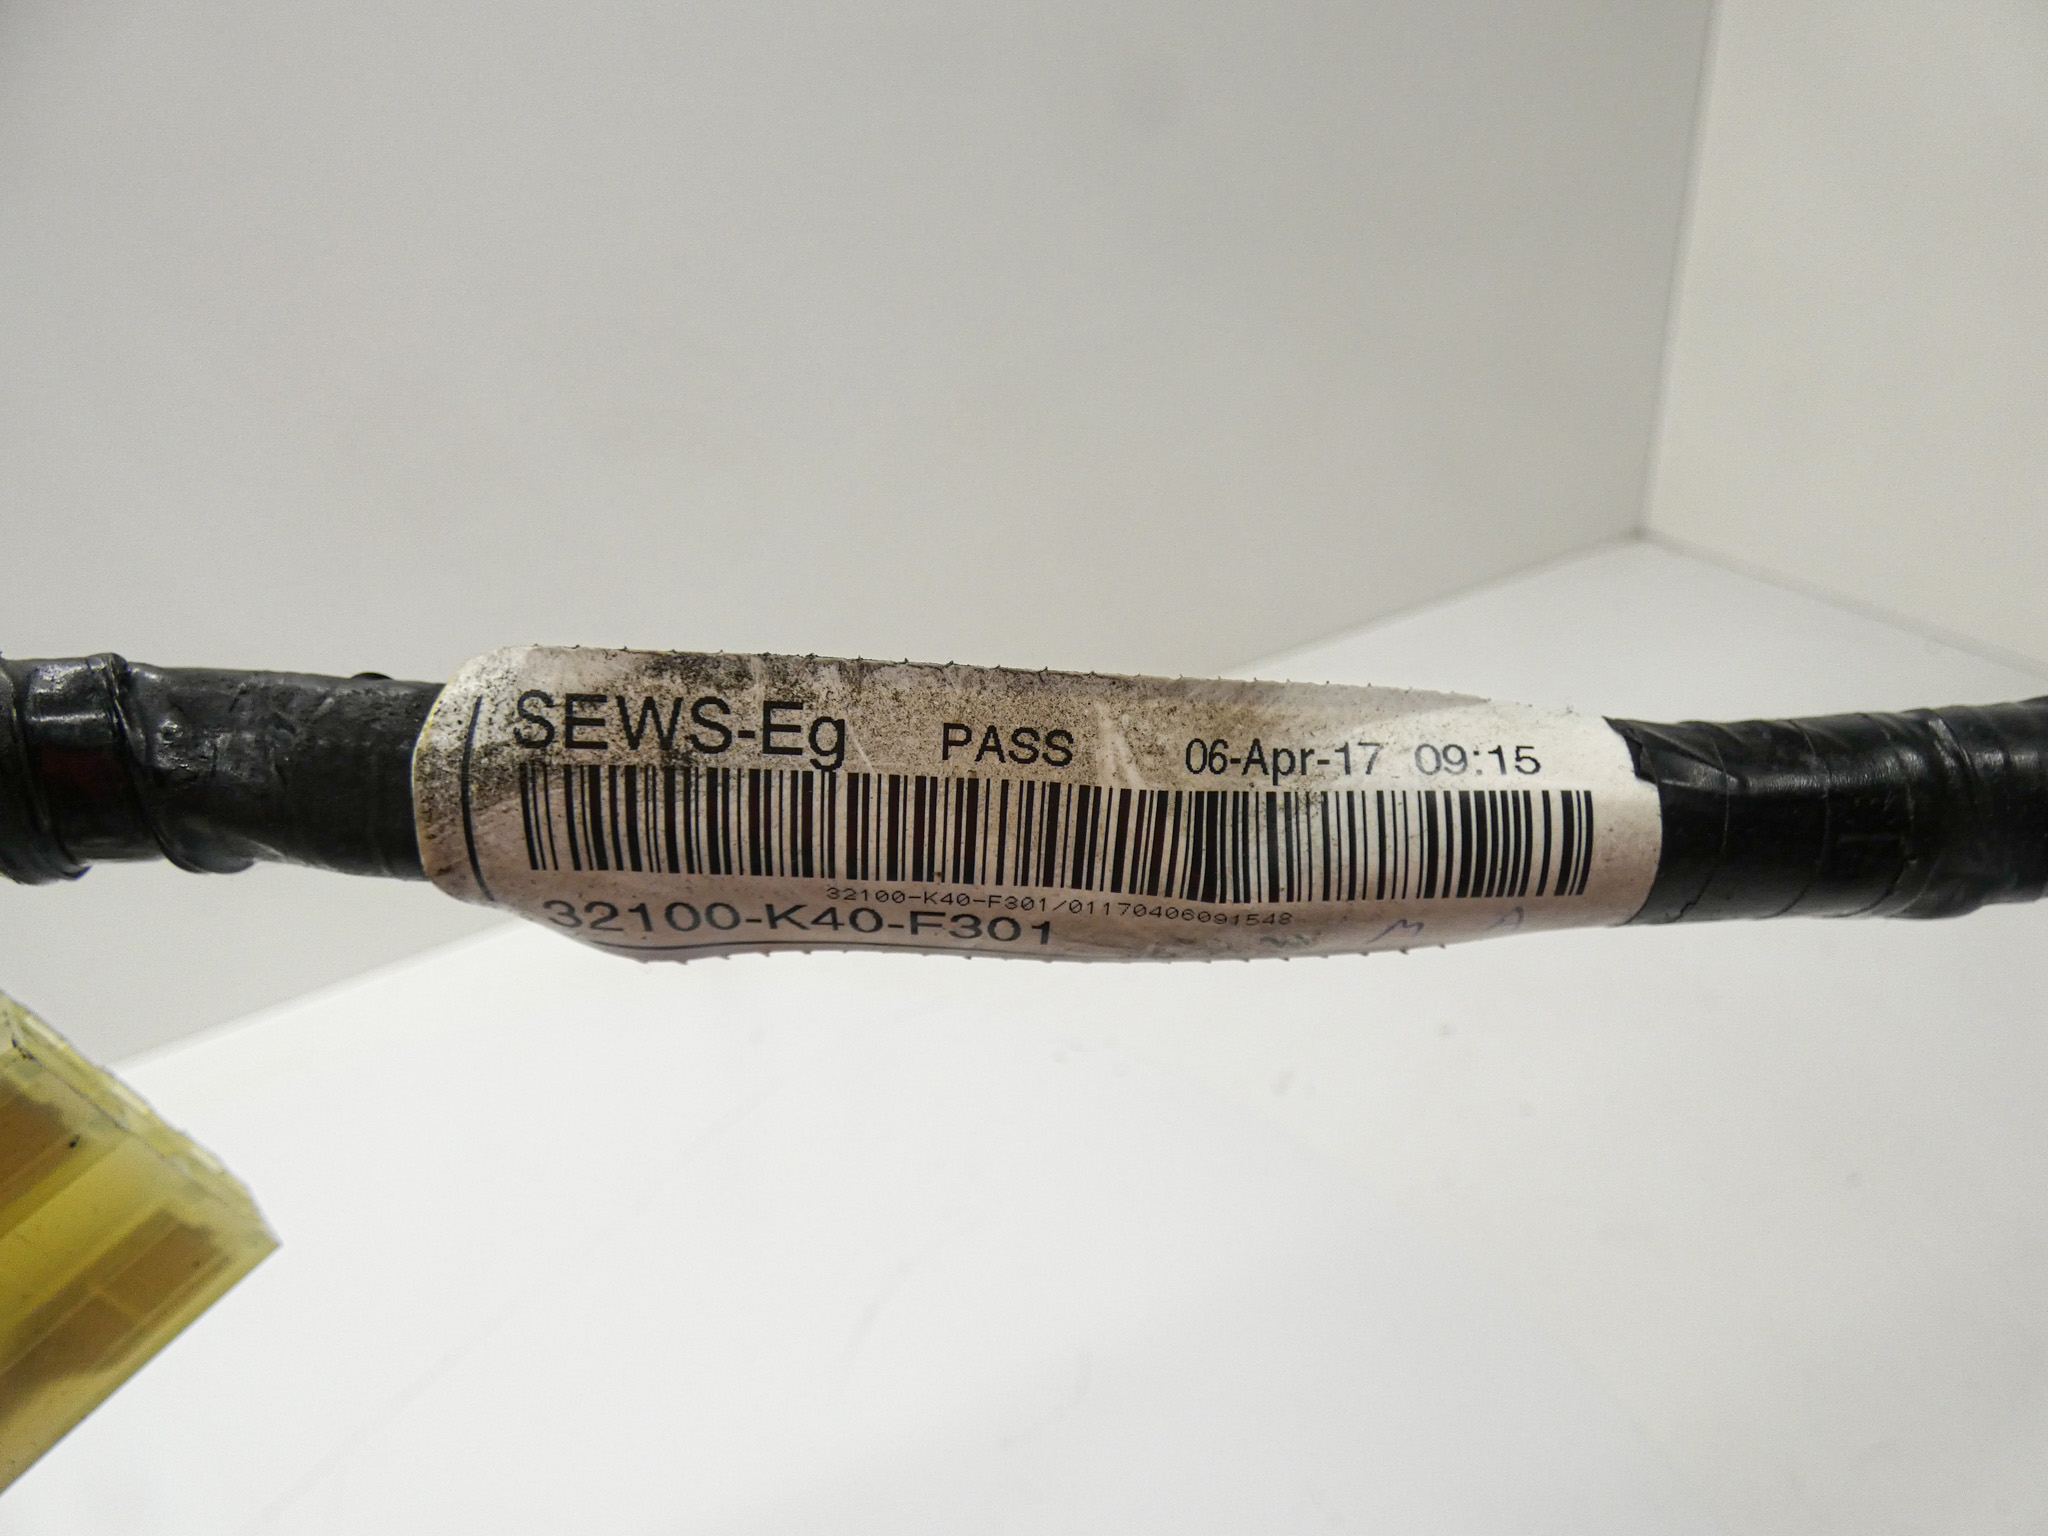 SEWS-Eg PASS 06-Apr-17 09:15
32100-K40-F301/01170406091548
32100-K40-F301
M A